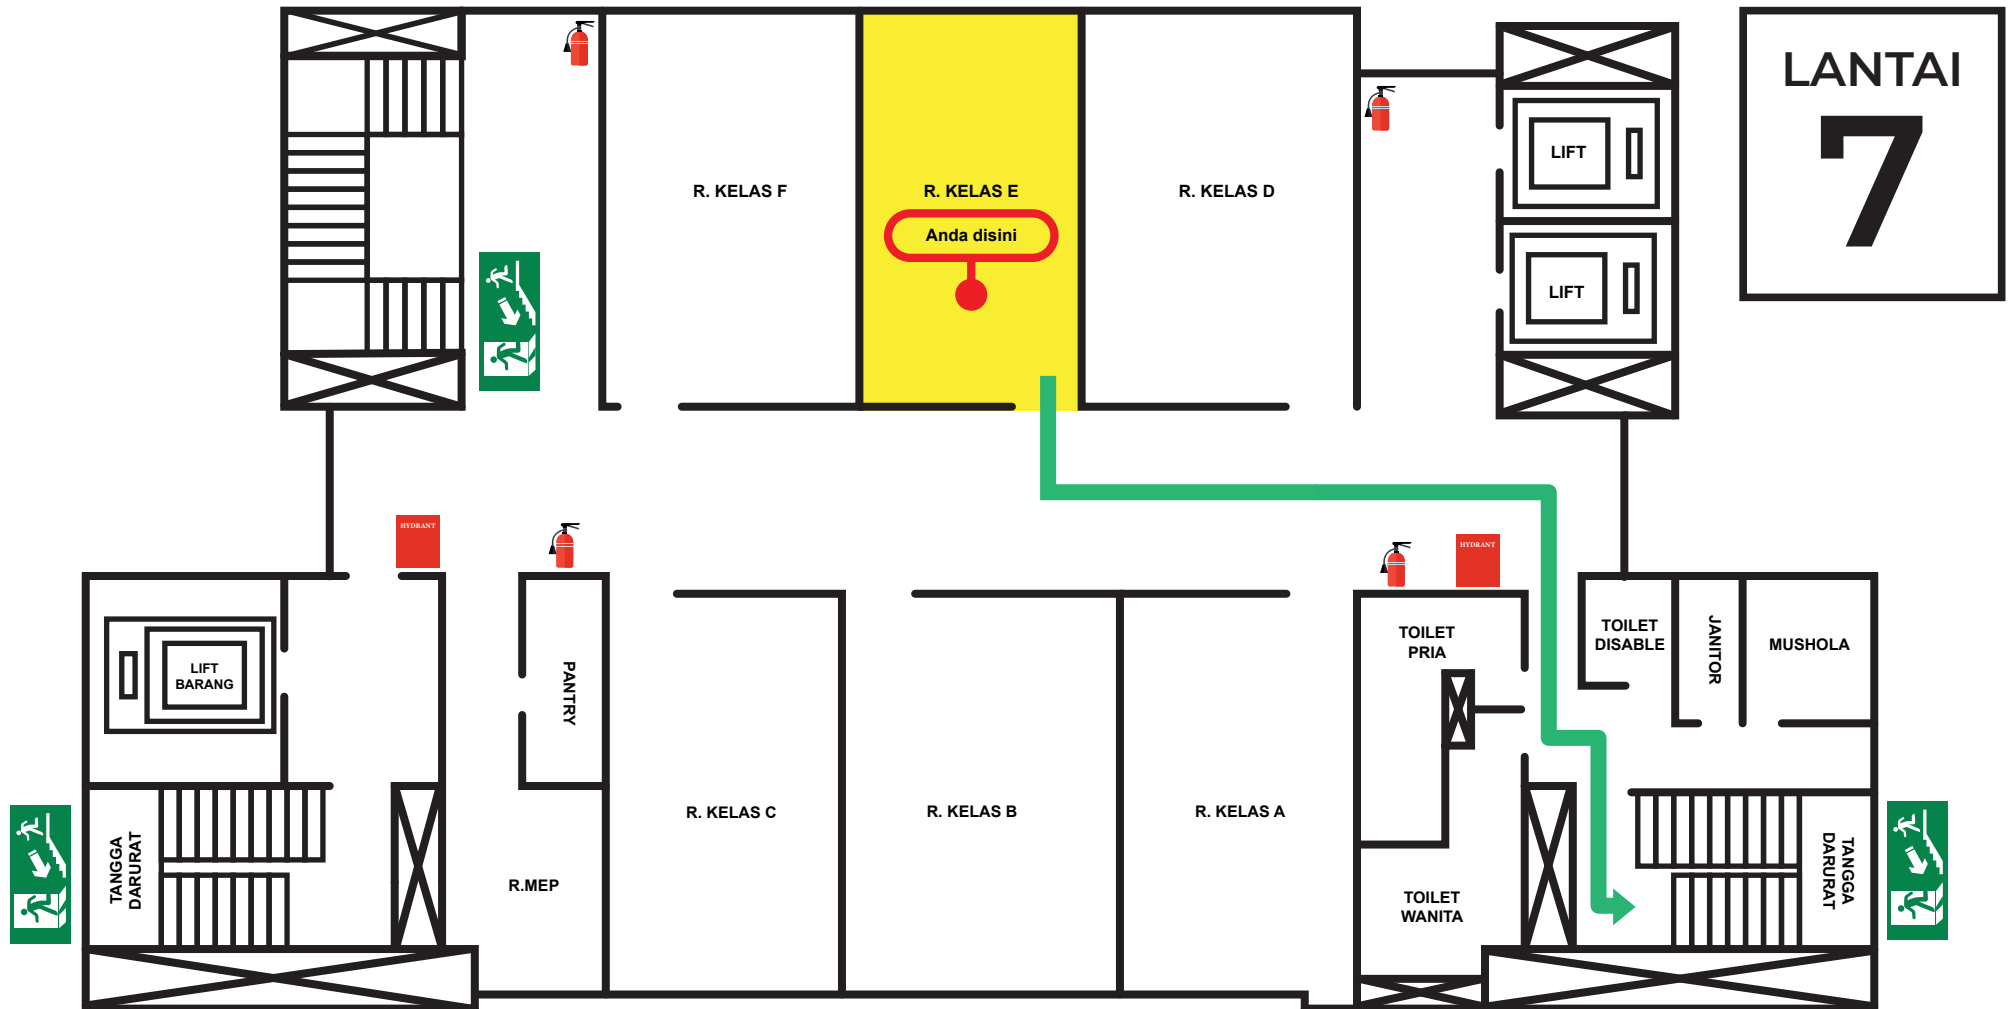 LANTAI
7
LIFT
R. KELAS F
R. KELAS E
R. KELAS D
Anda disini
LIFT
HYDRANT
HYDRANT
TOILET
PRIA
TOILET
DISABLE
JANITOR
MUSHOLA
LIFT
BARANG
PANTRY
R. KELAS C
R. KELAS B
R. KELAS A
TANGGA
DARURAT
R.MEP
TOILET
WANITA
TANGGA
DARURAT